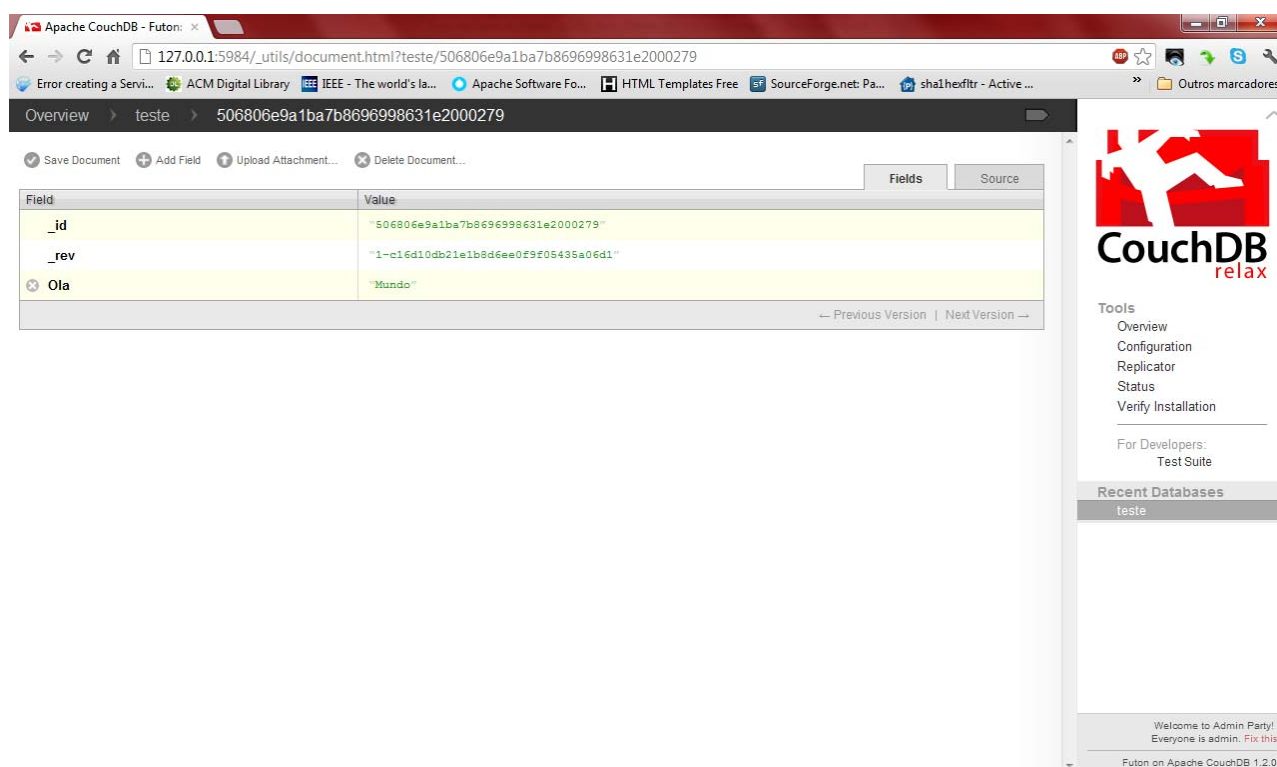 Apache CouchDB - Futon:
127.0.0.1:5984/_utils/document.html?teste/506806e9a1ba7b8696998631e2000279
ABP
Error creating a Servi...
ACM Digital Library
IEEE IEEE - The world's la...
Apache Software Fo...
H HTML Templates Free
sf SourceForge.net: Pa...
sha1hexfltr - Active ...
»
Outros marcadores
Overview teste 506806e9a1ba7b8696998631e2000279
Save Document Add Field Upload Attachment... Delete Document...
Fields Source
Field Value
_id "506806e9a1ba7b8696998631e2000279"
_rev "1-c16d10db21e1b8d6ee0f9f05435a06d1"
Ola "Mundo"
← Previous Version | Next Version →
CouchDB
relax
Tools
Overview
Configuration
Replicator
Status
Verify Installation
For Developers:
Test Suite
Recent Databases
teste
Welcome to Admin Party!
Everyone is admin. Fix this
Futon on Apache CouchDB 1.2.0